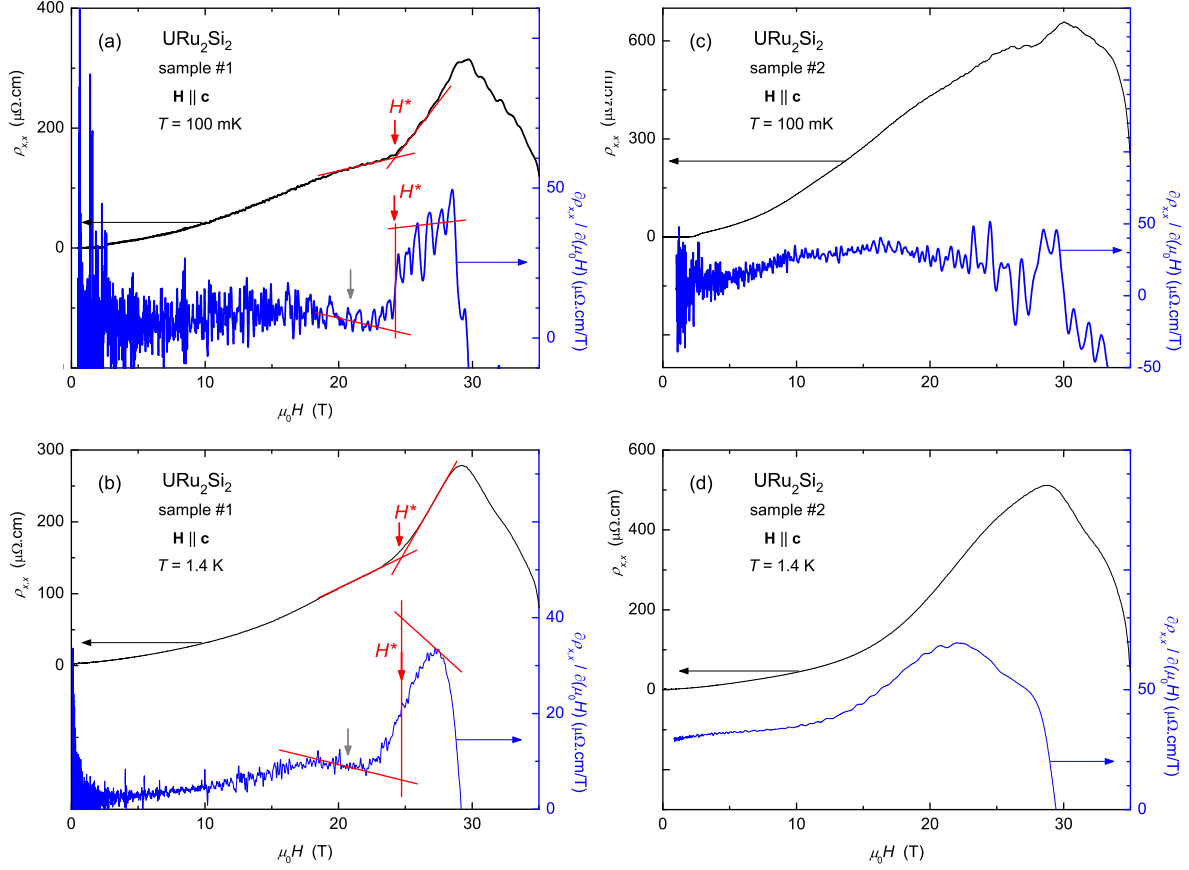 400
(a)
URu₂Si₂
sample #1
H || c
T = 100 mK
H*
H*
200
0
50
0
ρx,x (μΩ.cm)
∂ρx,x / ∂(μ₀H) (μΩ.cm/T)
0 10 20 30
μ₀H (T)
(c)
URu₂Si₂
sample #2
H || c
T = 100 mK
600
300
0
50
0
-50
ρx,x (μΩ.cm)
∂ρx,x / ∂(μ₀H) (μΩ.cm/T)
0 10 20 30
μ₀H (T)
300
(b)
URu₂Si₂
sample #1
H || c
T = 1.4 K
H*
H*
200
100
0
40
20
0
ρx,x (μΩ.cm)
∂ρx,x / ∂(μ₀H) (μΩ.cm/T)
0 10 20 30
μ₀H (T)
600
(d)
URu₂Si₂
sample #2
H || c
T = 1.4 K
400
200
0
50
0
ρx,x (μΩ.cm)
∂ρx,x / ∂(μ₀H) (μΩ.cm/T)
0 10 20 30
μ₀H (T)